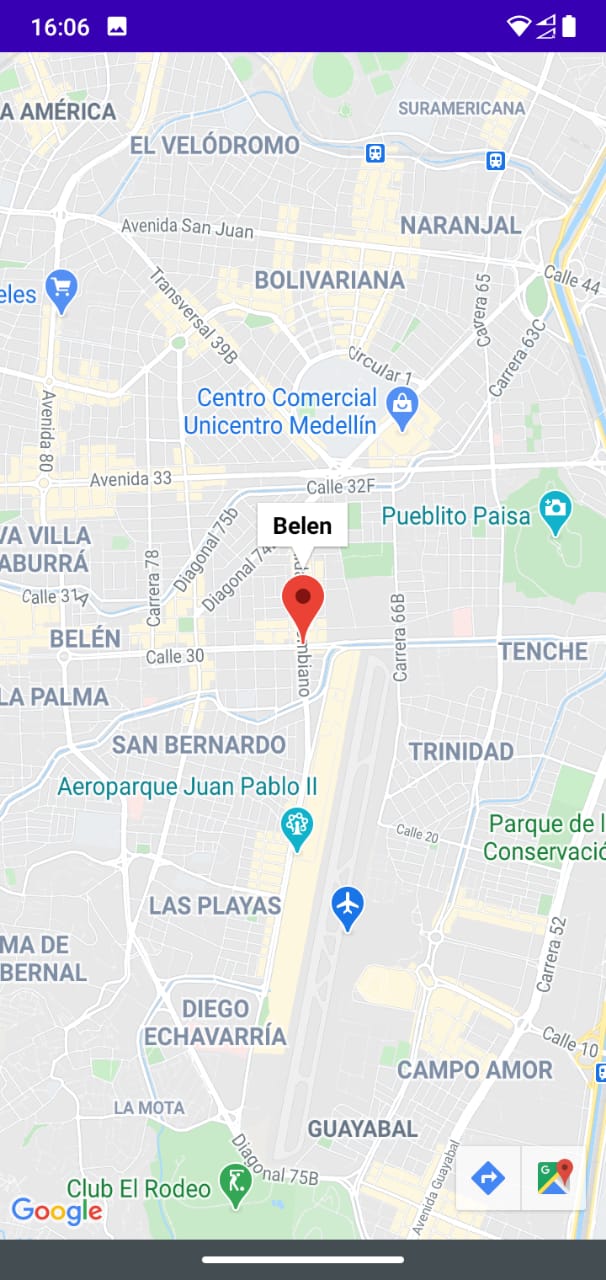 16:06
A AMÉRICA
SURAMERICANA
EL VELÓDROMO
Avenida San Juan
NARANJAL
Calle 44
BOLIVARIANA
eles
Transversal 39B
Carrera 65
Carrera 63C
Circular 1
Centro Comercial
Unicentro Medellín
Avenida 80
Avenida 33
Calle 32F
Belen
Pueblito Paisa
VA VILLA
ABURRÁ
Diagonal 75b
Diagonal 74
Carrera 78
Calle 31A
Carrera 66B
BELÉN
Calle 30
mbiano
TENCHE
LA PALMA
SAN BERNARDO
TRINIDAD
Aeroparque Juan Pablo II
Calle 20
Parque de l
Conservació
LAS PLAYAS
Carrera 52
MA DE
BERNAL
DIEGO
ECHAVARRÍA
Calle 10
CAMPO AMOR
LA MOTA
GUAYABAL
Diagonal 75B
Avenida Guayabal
Club El Rodeo
Google
G